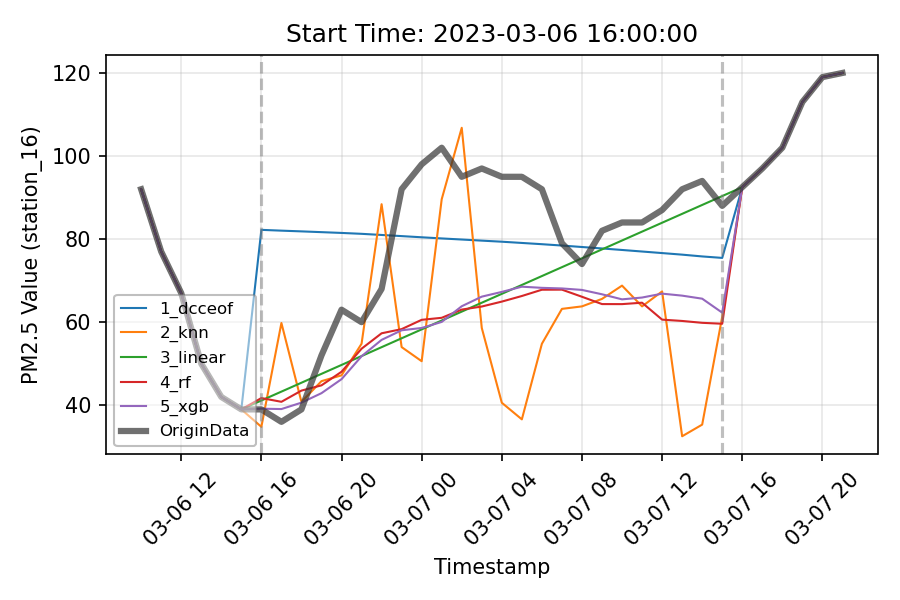 Start Time: 2023-03-06 16:00:00
PM2.5 Value (station_16)
120
100
80
60
40
1_dcceof
2_knn
3_linear
4_rf
5_xgb
OriginData
03-06 12
03-06 16
03-06 20
03-07 00
03-07 04
03-07 08
03-07 12
03-07 16
03-07 20
Timestamp